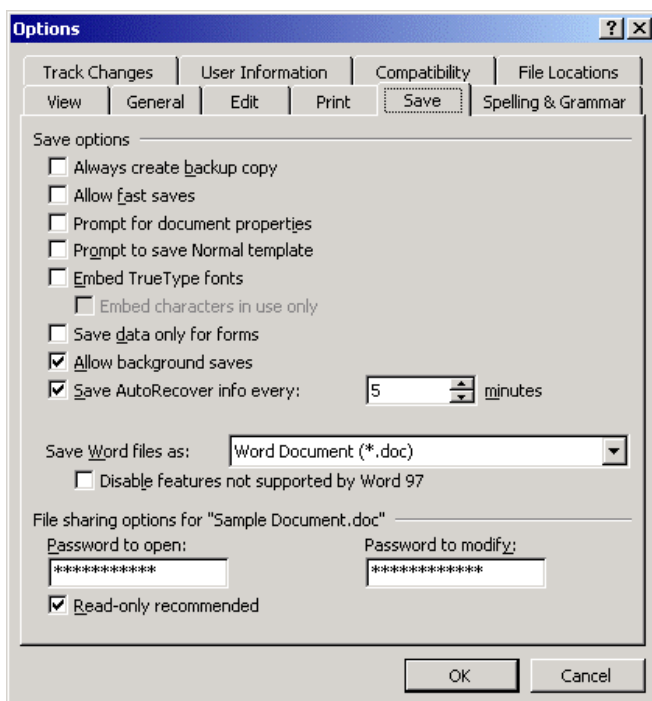 Options
Track Changes User Information Compatibility File Locations
View General Edit Print Save Spelling & Grammar
Save options
Always create backup copy
Allow fast saves
Prompt for document properties
Prompt to save Normal template
Embed TrueType fonts
Embed characters in use only
Save data only for forms
Allow background saves
Save AutoRecover info every: 5 minutes
Save Word files as: Word Document (*.doc)
Disable features not supported by Word 97
File sharing options for "Sample Document.doc"
Password to open: Password to modify:
*********** ************
Read-only recommended
OK Cancel